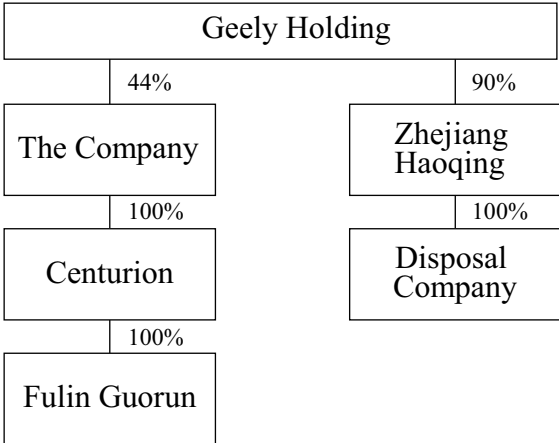 Geely Holding
44%
90%
The Company
Zhejiang
Haoqing
100%
100%
Centurion
Disposal
Company
100%
Fulin Guorun